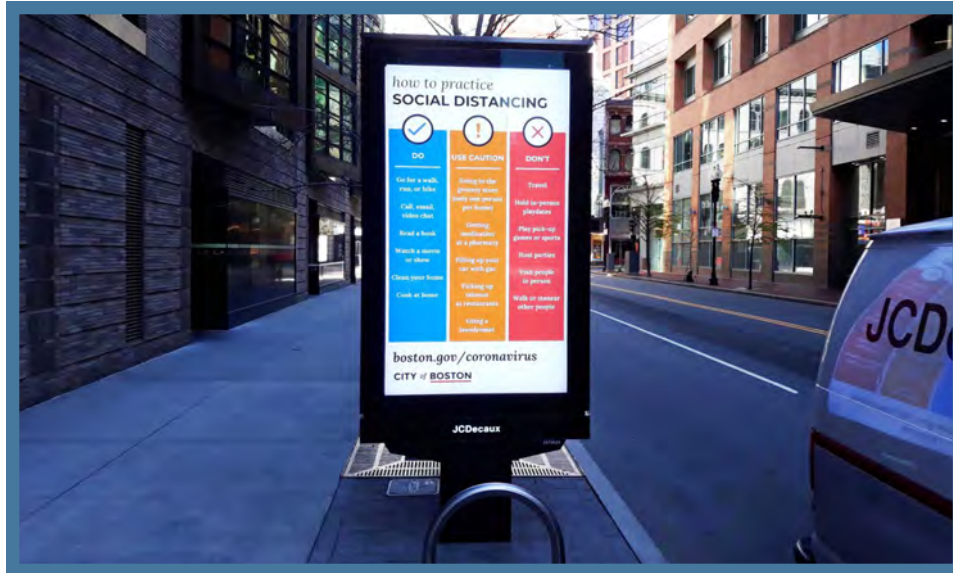 how to practice
SOCIAL DISTANCING
DO
Go for a walk,
run, or bike
Call, email,
video chat
Read a book
Watch a movie
or show
Clean your home
Cook at home
USE CAUTION
Going to the
grocery store
(only one person
per home)
Getting
medication
at a pharmacy
Filling up your
car with gas
Picking up
takeout
at restaurants
Using a
laundromat
DON'T
Travel
Hold in-person
playdates
Play pick-up
games or sports
Host parties
Visit people
in person
Walk or
other people
boston.gov/coronavirus
CITY of BOSTON
JCDecaux
JCDe